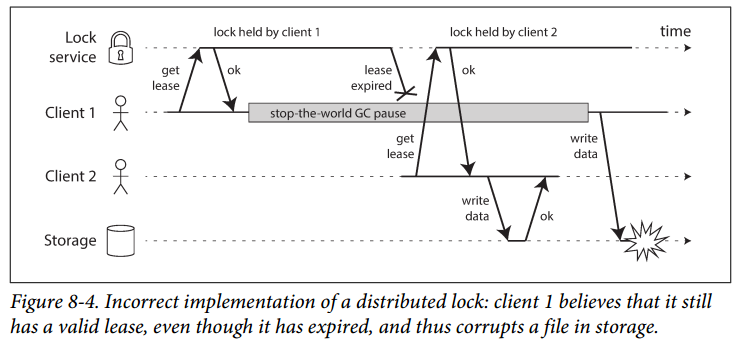 lock held by client 1
lock held by client 2
time
Lock
service
get
lease
ok
lease
expired
ok
Client 1
stop-the-world GC pause
get
lease
write
data
Client 2
write
data
ok
Storage
Figure 8-4. Incorrect implementation of a distributed lock: client 1 believes that it still
has a valid lease, even though it has expired, and thus corrupts a file in storage.